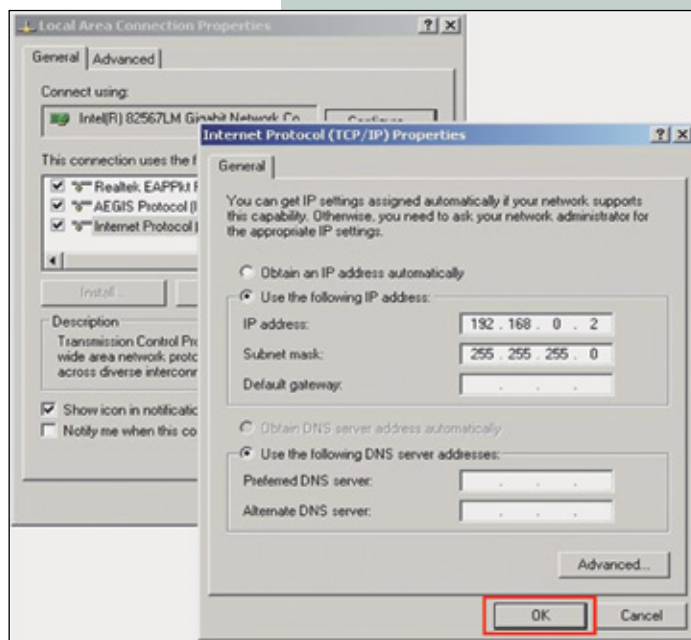 Local Area Connection Properties
General Advanced
Connect using:
Intel(R) 82567LM Gigabit Network Co
This connection uses the f
Realtek EAPPkt
AEGIS Protocol (I
Internet Protocol
Install...
Description
Transmission Control Pro
wide area network proto
across diverse interconn
Show icon in notificatio
Notify me when this co
Internet Protocol (TCP/IP) Properties
General
You can get IP settings assigned automatically if your network supports
this capability. Otherwise, you need to ask your network administrator for
the appropriate IP settings.
Obtain an IP address automatically
Use the following IP address:
IP address: 192 . 168 . 0 . 2
Subnet mask: 255 . 255 . 255 . 0
Default gateway: . . .
Obtain DNS server address automatically
Use the following DNS server addresses:
Preferred DNS server: . . .
Alternate DNS server: . . .
Advanced...
OK Cancel